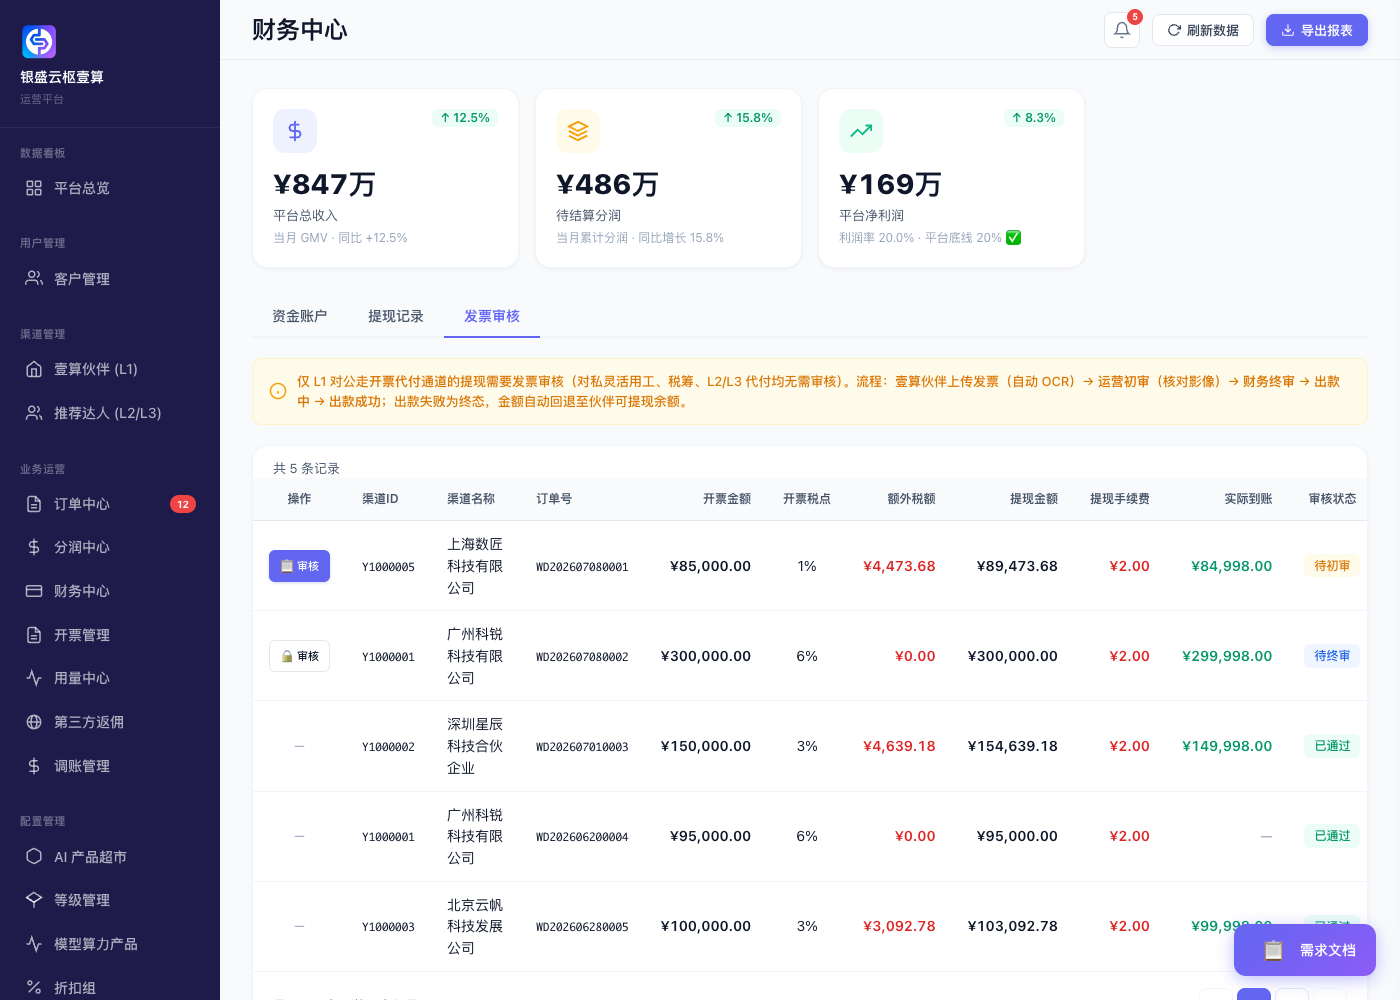 银盛云枢壹算
运营平台
数据看板
平台总览
用户管理
客户管理
渠道管理
壹算伙伴 (L1)
推荐达人 (L2/L3)
业务运营
订单中心 12
分润中心
财务中心
开票管理
用量中心
第三方返佣
调账管理
配置管理
AI 产品超市
等级管理
模型算力产品
折扣组
财务中心
5
刷新数据
导出报表
↑ 12.5%
¥847万
平台总收入
当月 GMV · 同比 +12.5%
↑ 15.8%
¥486万
待结算分润
当月累计分润 · 同比增长 15.8%
↑ 8.3%
¥169万
平台净利润
利润率 20.0% · 平台底线 20% ✅
资金账户 提现记录 发票审核
仅 L1 对公走开票代付通道的提现需要发票审核（对私灵活用工、税筹、L2/L3 代付均无需审核）。流程：壹算伙伴上传发票（自动 OCR）→ 运营初审（核对影像）→ 财务终审 → 出款
中 → 出款成功；出款失败为终态，金额自动回退至伙伴可提现余额。
共 5 条记录
操作 渠道ID 渠道名称 订单号 开票金额 开票税点 额外税额 提现金额 提现手续费 实际到账 审核状态
📋 审核 Y1000005 上海数匠科技有限公司 WD202607080001 ¥85,000.00 1% ¥4,473.68 ¥89,473.68 ¥2.00 ¥84,998.00 待初审
🔒 审核 Y1000001 广州科锐科技有限公司 WD202607080002 ¥300,000.00 6% ¥0.00 ¥300,000.00 ¥2.00 ¥299,998.00 待终审
— Y1000002 深圳星辰科技合伙企业 WD202607010003 ¥150,000.00 3% ¥4,639.18 ¥154,639.18 ¥2.00 ¥149,998.00 已通过
— Y1000001 广州科锐科技有限公司 WD202606200004 ¥95,000.00 6% ¥0.00 ¥95,000.00 ¥2.00 — 已通过
— Y1000003 北京云帆科技发展公司 WD202606280005 ¥100,000.00 3% ¥3,092.78 ¥103,092.78 ¥2.00
📋 需求文档